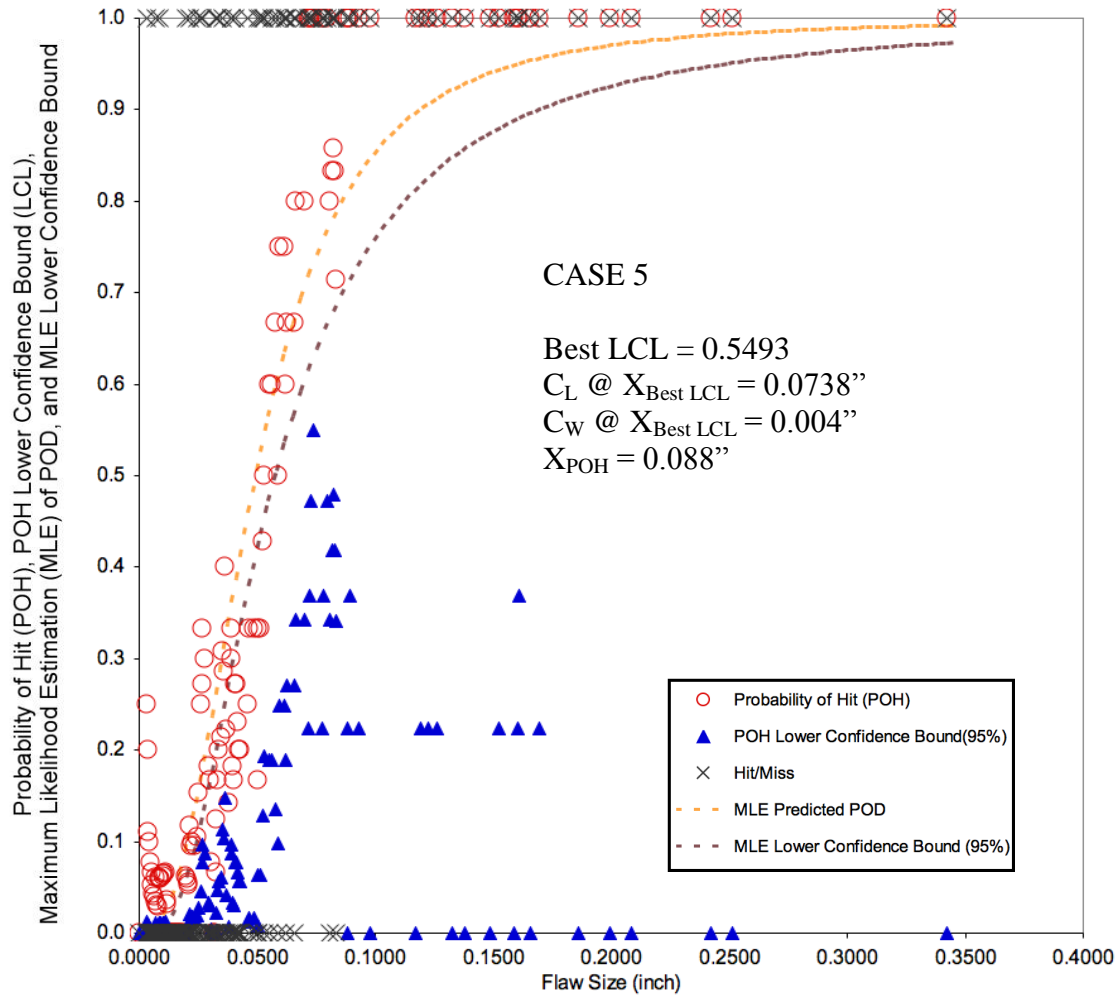 Probability of Hit (POH), POH Lower Confidence Bound (LCL),
Maximum Likelihood Estimation (MLE) of POD, and MLE Lower Confidence Bound
1.0
0.9
0.8
0.7
0.6
0.5
0.4
0.3
0.2
0.1
0.0
CASE 5
Best LCL = 0.5493
C_L @ X_Best LCL = 0.0738”
C_W @ X_Best LCL = 0.004”
X_POH = 0.088”
Probability of Hit (POH)
POH Lower Confidence Bound(95%)
Hit/Miss
MLE Predicted POD
MLE Lower Confidence Bound (95%)
0.0000 0.0500 0.1000 0.1500 0.2000 0.2500 0.3000 0.3500 0.4000
Flaw Size (inch)